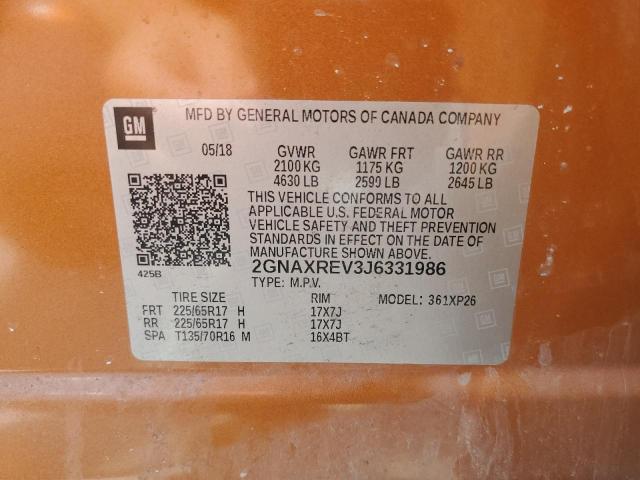 GM
MFD BY GENERAL MOTORS OF CANADA COMPANY
05/18 GVWR GAWR FRT GAWR RR
2100 KG 1175 KG 1200 KG
4630 LB 2599 LB 2645 LB
THIS VEHICLE CONFORMS TO ALL
APPLICABLE U.S. FEDERAL MOTOR
VEHICLE SAFETY AND THEFT PREVENTION
STANDARDS IN EFFECT ON THE DATE OF
MANUFACTURE SHOWN ABOVE.
425B
2GNAXREV3J6331986
TYPE: M.P.V.
TIRE SIZE RIM MODEL: 361XP26
FRT 225/65R17 H 17X7J
RR 225/65R17 H 17X7J
SPA T135/70R16 M 16X4BT